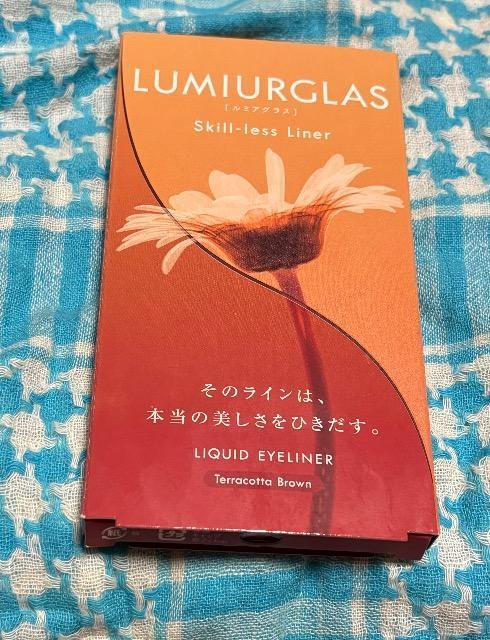 LUMIURGLAS
[ルミアグラス]
Skill-less Liner
そのラインは、
本当の美しさをひきだす。
LIQUID EYELINER
Terracotta Brown
紙